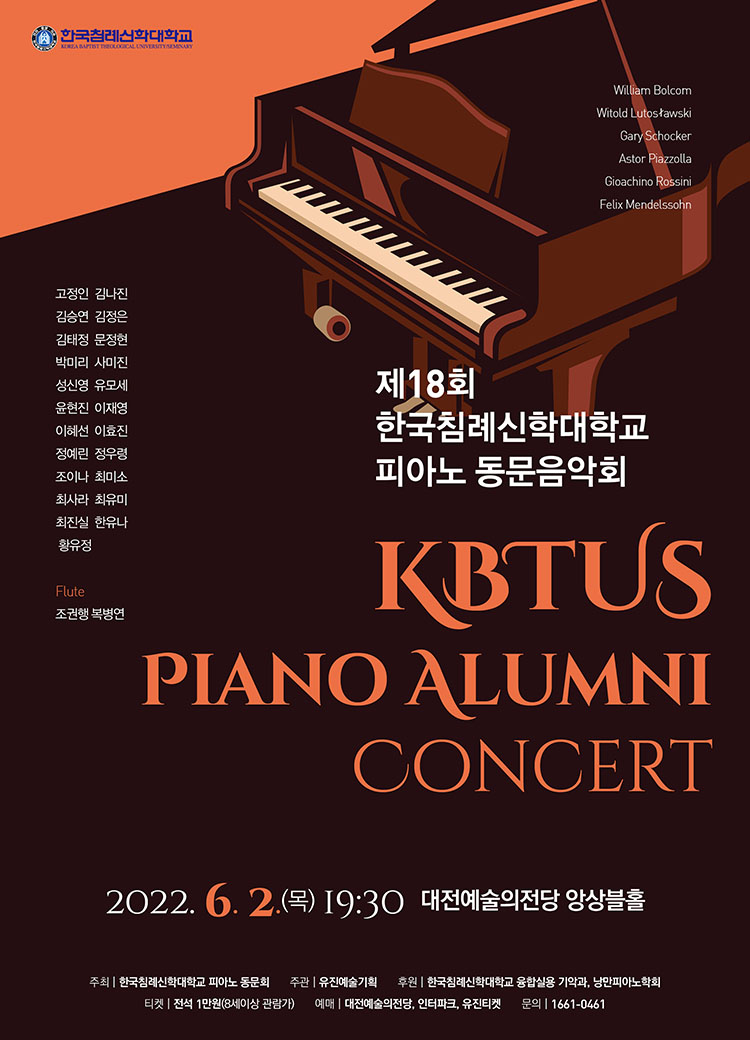 한국침례신학대학교
KOREA BAPTIST THEOLOGICAL UNIVERSITY/SEMINARY
William Bolcom
Witold Lutosławski
Gary Schocker
Astor Piazzolla
Gioachino Rossini
Felix Mendelssohn
고정인 김나진
김승연 김정은
김태정 문정현
박미리 사미진
성신영 유모세
윤현진 이재영
이혜선 이효진
정예린 정우령
조이나 최미소
최사라 최유미
최진실 한유나
황유정
Flute
조권행 복병연
제18회
한국침례신학대학교
피아노 동문음악회
KBTUS
PIANO ALUMNI
CONCERT
2022. 6. 2.(목) 19:30 대전예술의전당 앙상블홀
주최 | 한국침례신학대학교 피아노 동문회 주관 | 유진예술기획 후원 | 한국침례신학대학교 융합실용 기악과, 낭만피아노학회
티켓 | 전석 1만원(8세이상 관람가) 예매 | 대전예술의전당, 인터파크, 유진티켓 문의 | 1661-0461